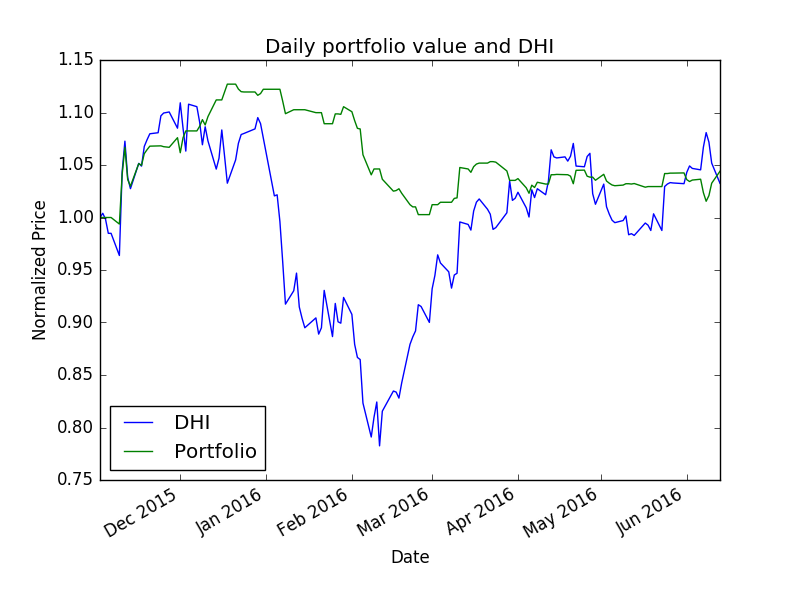 Daily portfolio value and DHI
1.15
1.10
1.05
1.00
0.95
0.90
0.85
0.80
0.75
Normalized Price
DHI
Portfolio
Dec 2015
Jan 2016
Feb 2016
Mar 2016
Apr 2016
May 2016
Jun 2016
Date